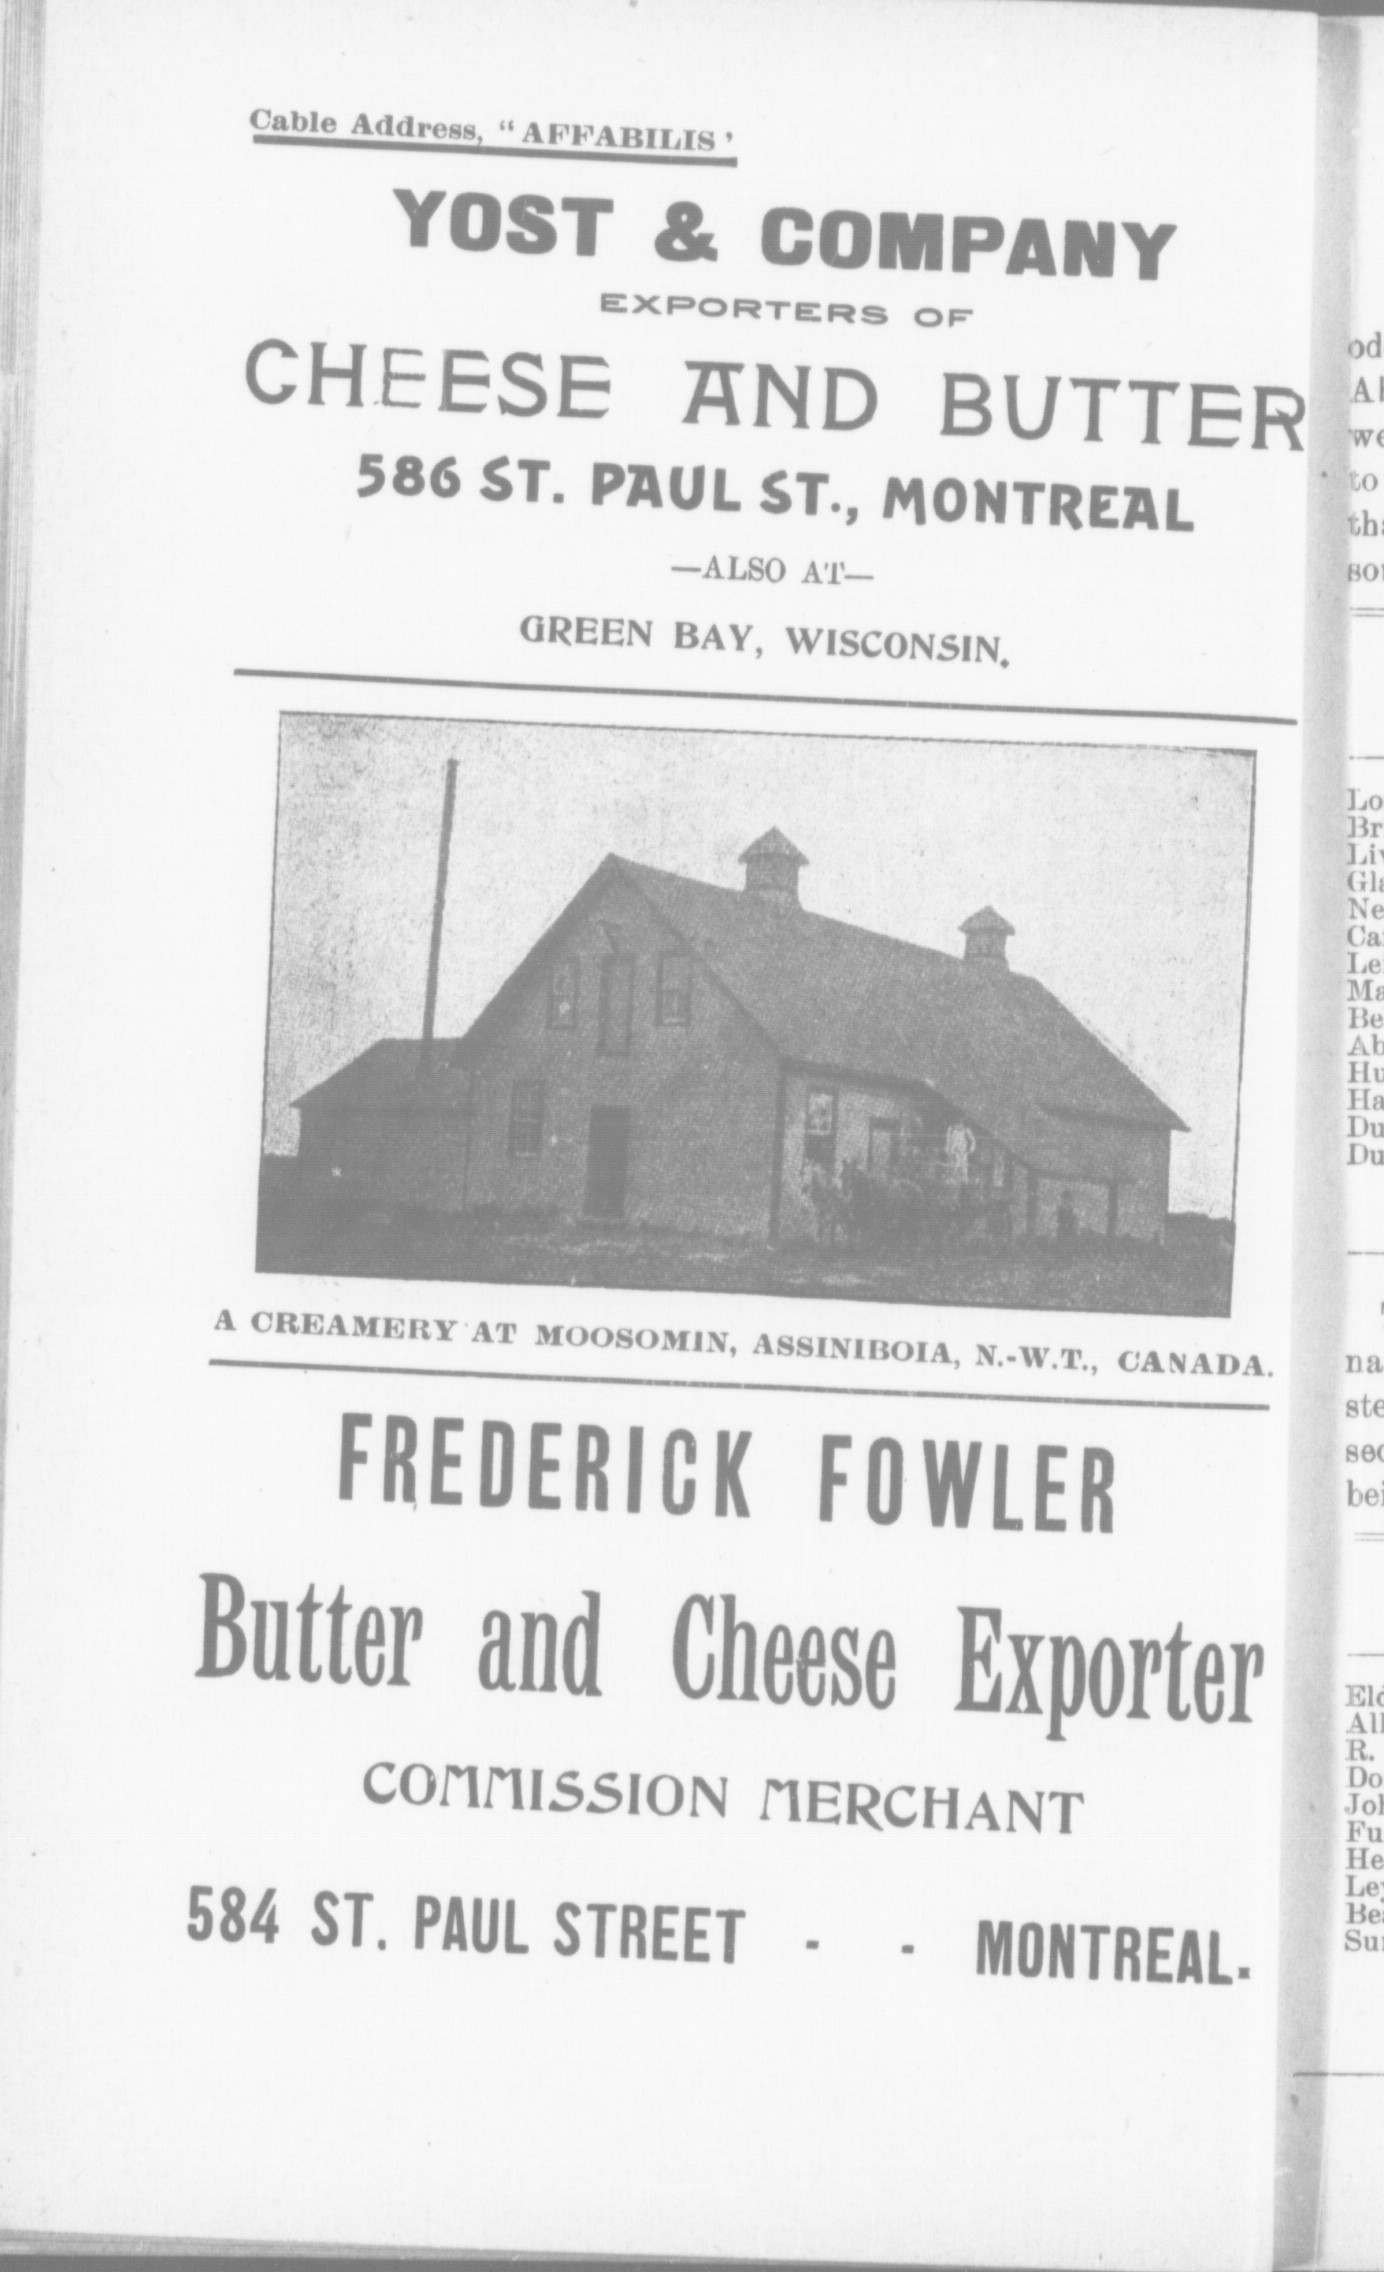 Cable Address, "AFFABILIS'
YOST & COMPANY
EXPORTERS OF
CHEESE AND BUTTER
586 ST. PAUL ST., MONTREAL
—ALSO AT—
GREEN BAY, WISCONSIN.
A CREAMERY AT MOOSOMIN, ASSINIBOIA, N.-W.T., CANADA.
FREDERICK FOWLER
Butter and Cheese Exporter
COMMISSION MERCHANT
584 ST. PAUL STREET - - MONTREAL.